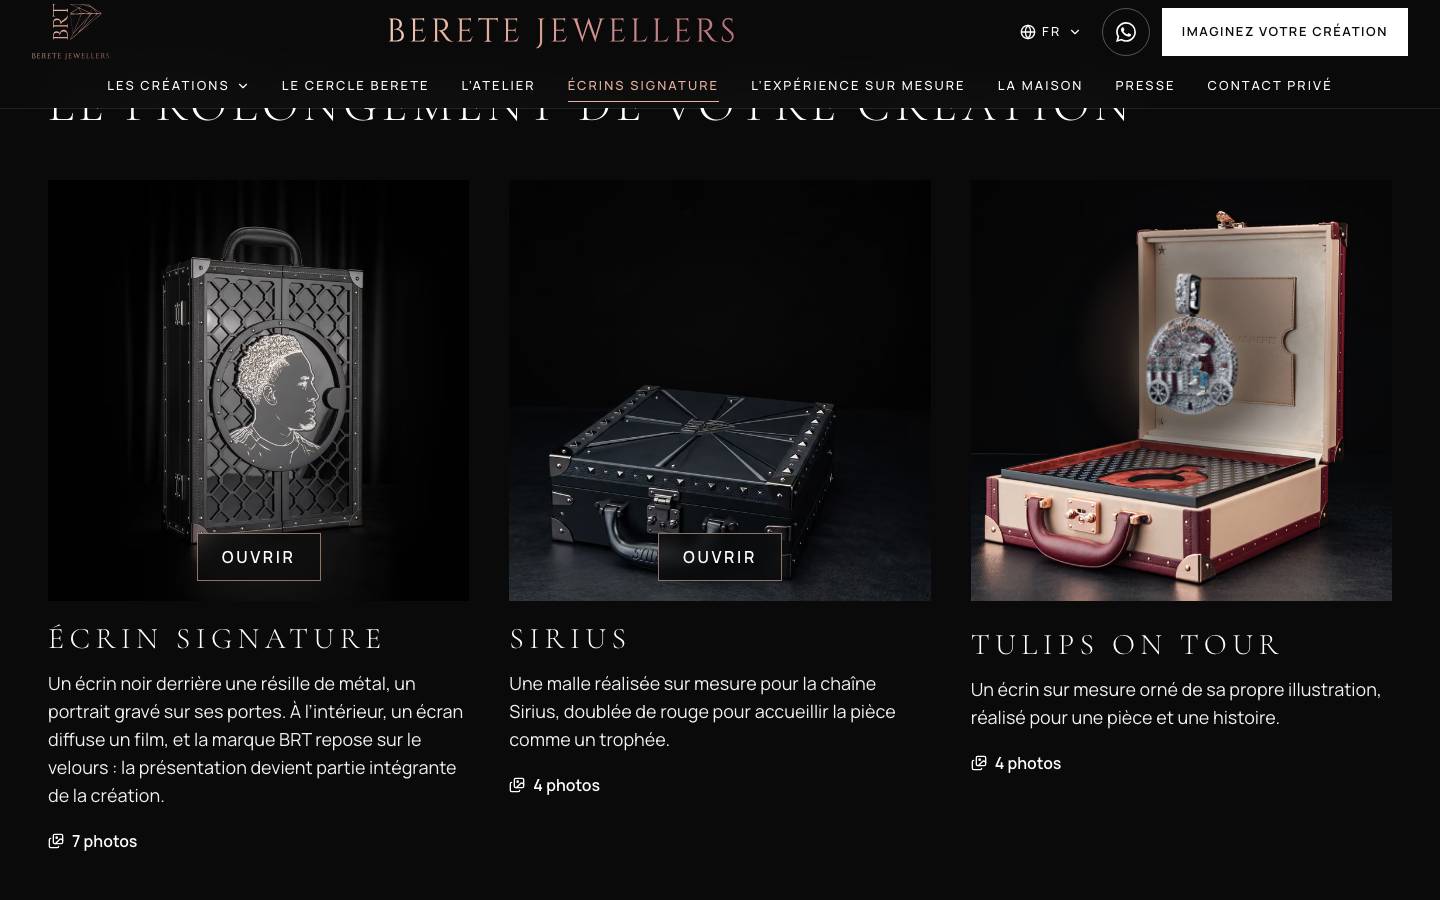 BRT
BERETE JEWELLERS
BERETE JEWELLERS
FR
IMAGINEZ VOTRE CRÉATION
LES CRÉATIONS
LE CERCLE BERETE
L'ATELIER
ÉCRINS SIGNATURE
L'EXPÉRIENCE SUR MESURE
LA MAISON
PRESSE
CONTACT PRIVÉ
LE PROLONGEMENT DE VOTRE CRÉATION
OUVRIR
OUVRIR
ÉCRIN SIGNATURE
Un écrin noir derrière une résille de métal, un
portrait gravé sur ses portes. À l’intérieur, un écran
diffuse un film, et la marque BRT repose sur le
velours : la présentation devient partie intégrante
de la création.
7 photos
SIRIUS
Une malle réalisée sur mesure pour la chaîne
Sirius, doublée de rouge pour accueillir la pièce
comme un trophée.
4 photos
TULIPS ON TOUR
Un écrin sur mesure orné de sa propre illustration,
réalisé pour une pièce et une histoire.
4 photos